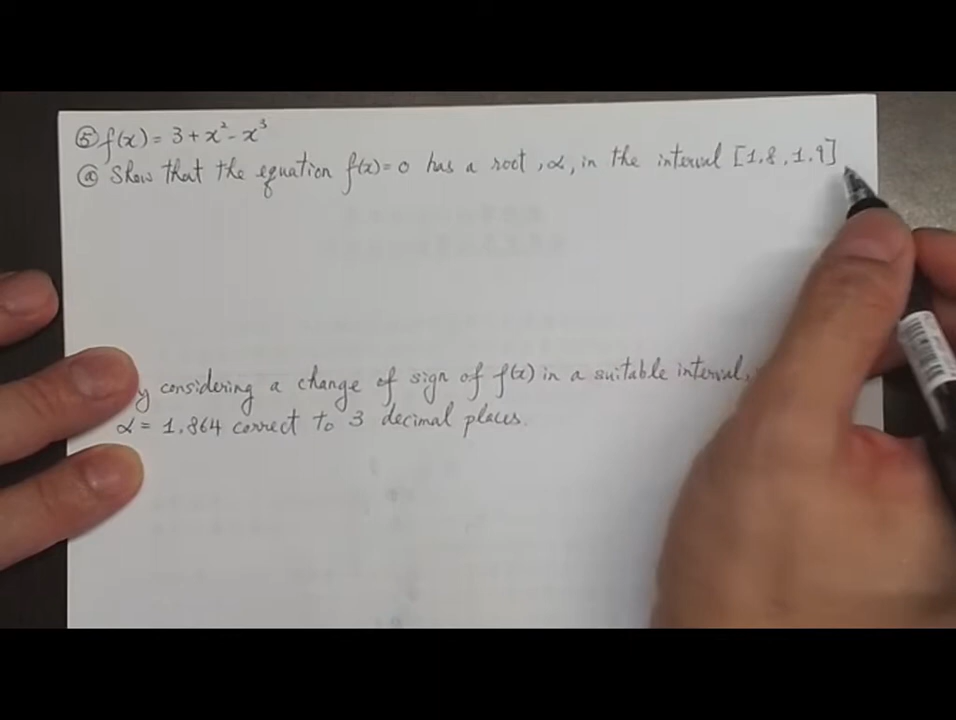 ⑤ f(x) = 3 + x² - x³
ⓐ Show that the equation f(x) = 0 has a root, α, in the interval [1.8, 1.9]
y considering a change of sign of f(x) in a suitable interval,
α = 1.864 correct to 3 decimal places.